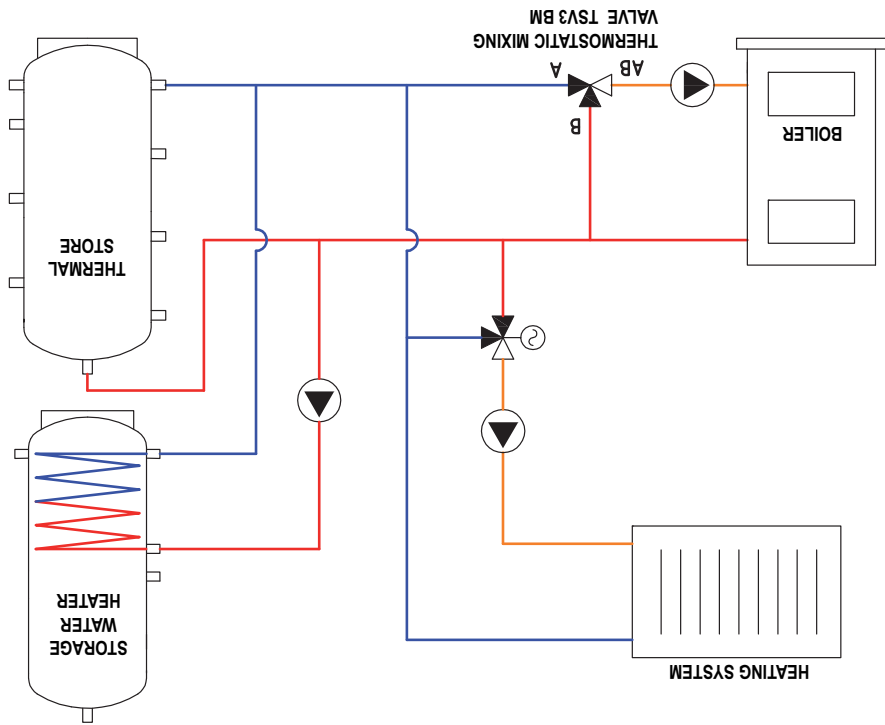 HEATING SYSTEM
STORAGE
WATER
HEATER
THERMAL
STORE
BOILER
B
AB
A
THERMOSTATIC MIXING
VALVE TSV3 BM